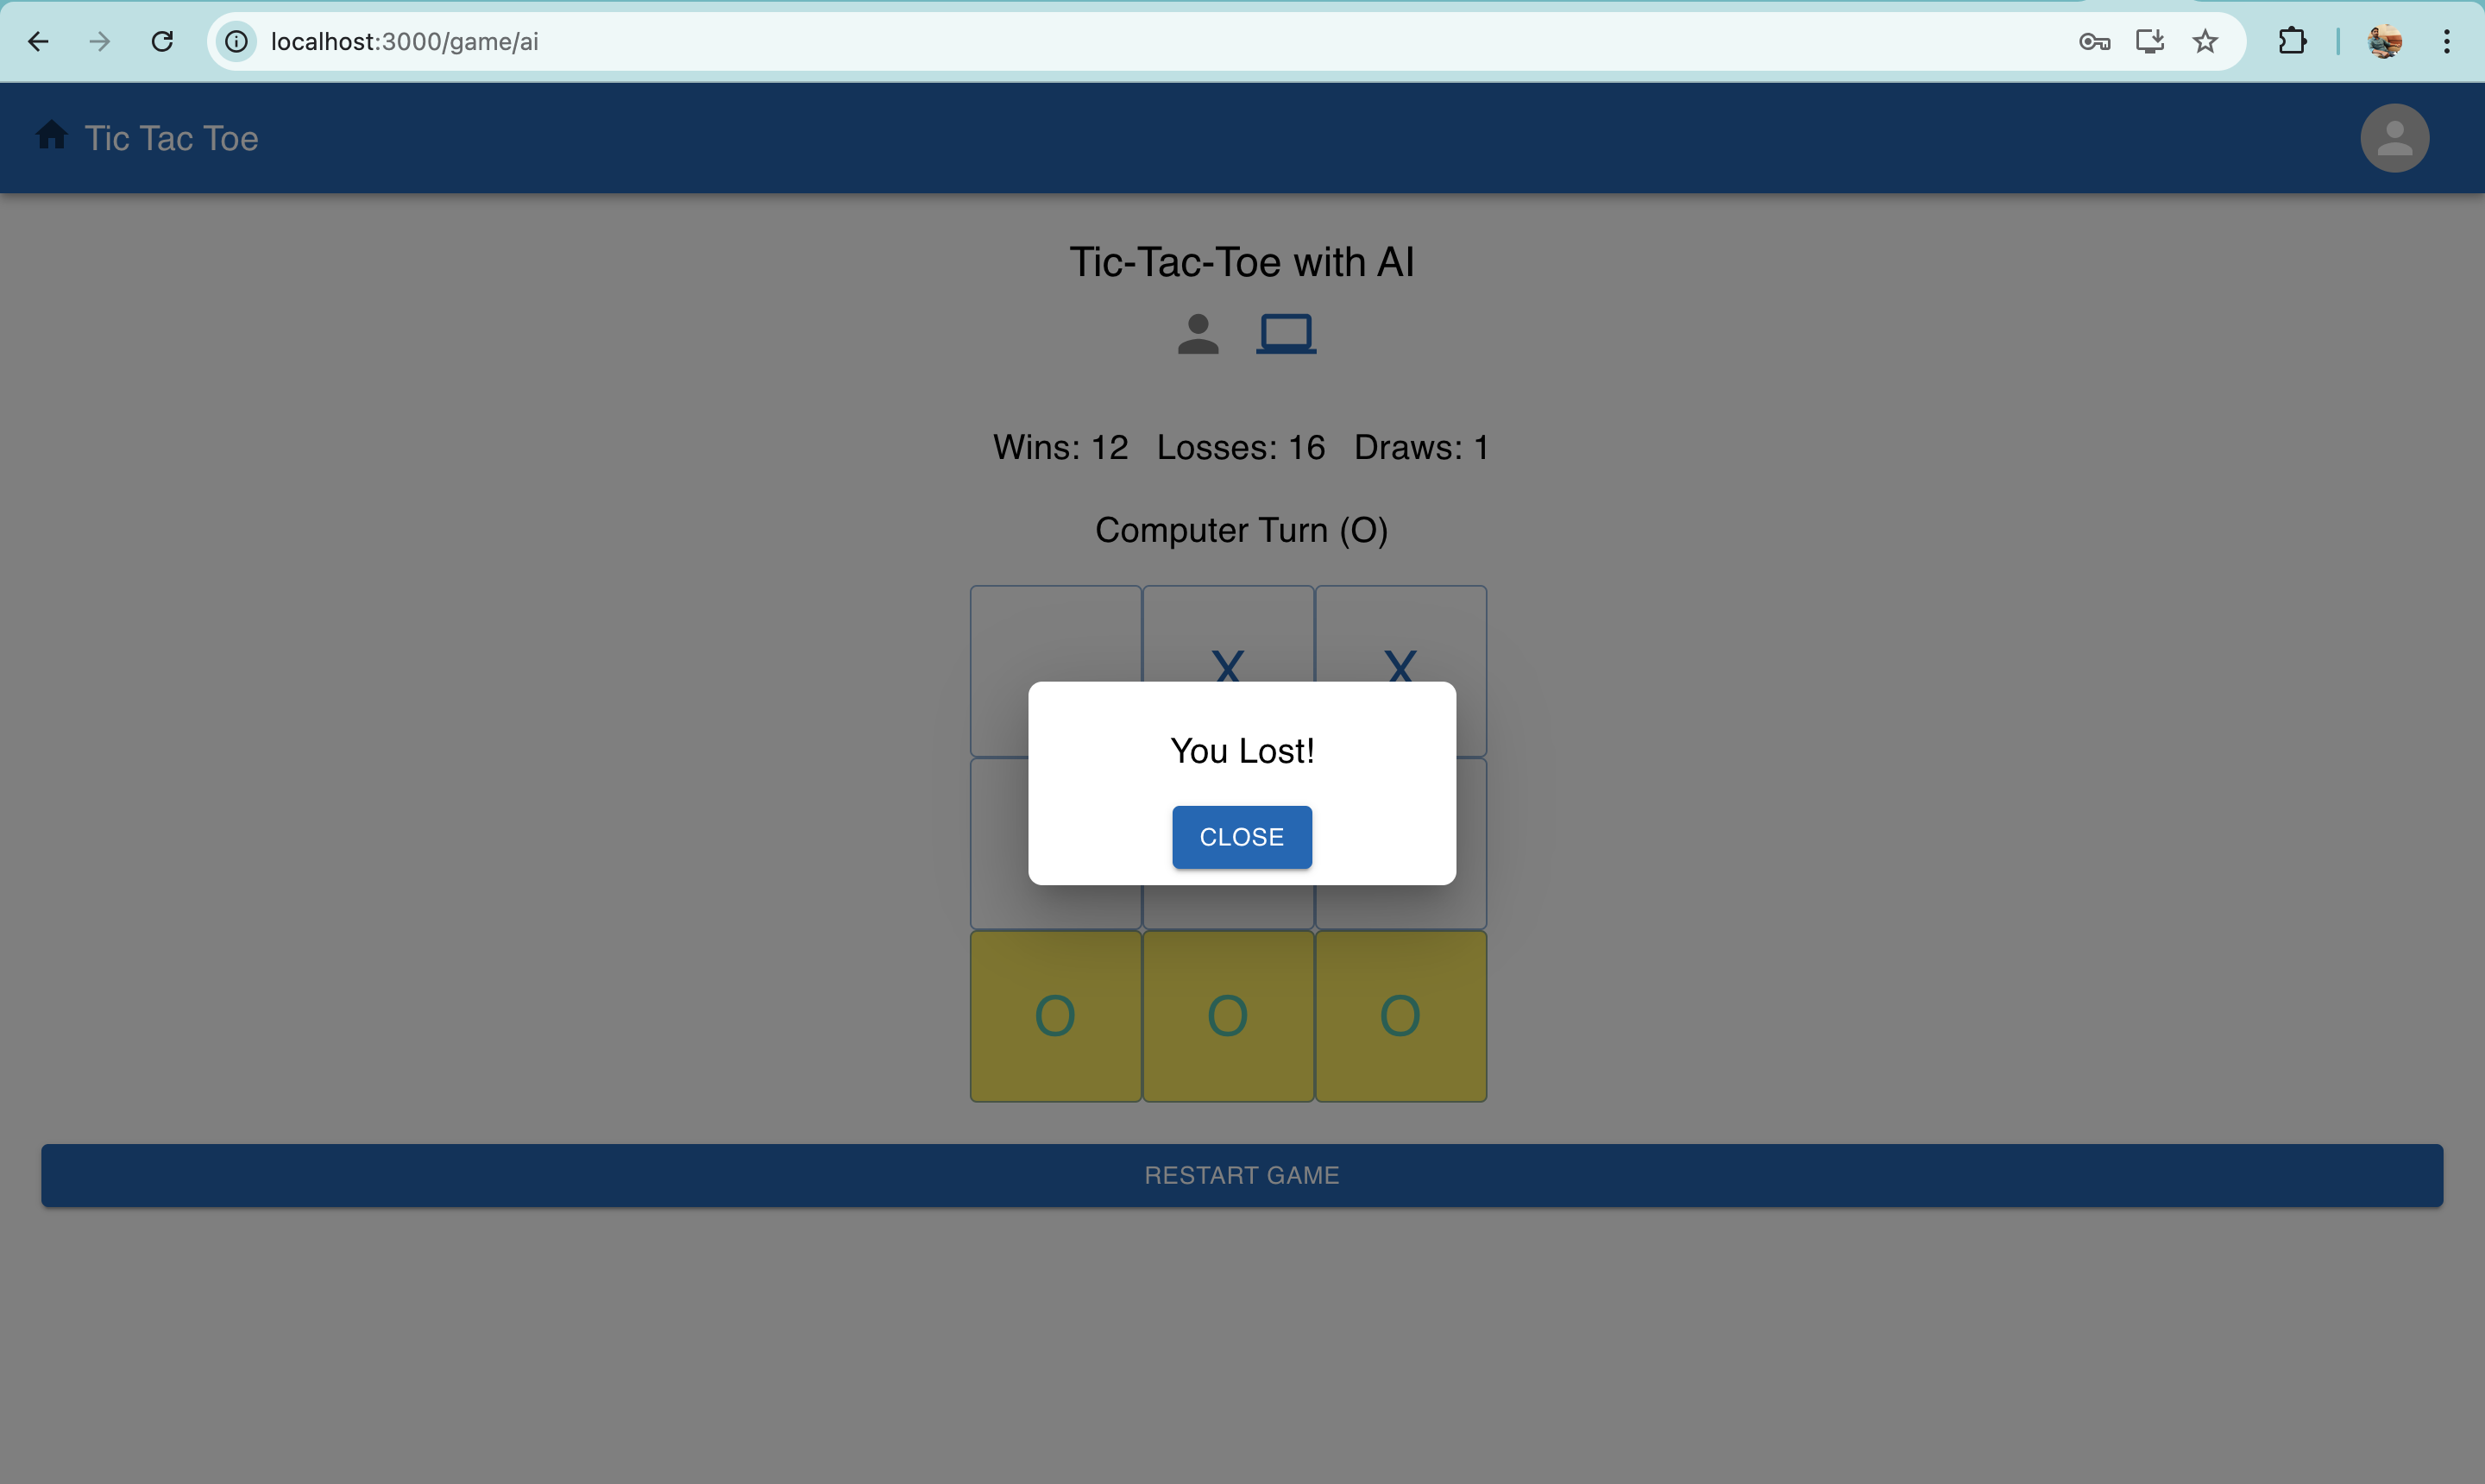 localhost:3000/game/ai
Tic Tac Toe
Tic-Tac-Toe with AI
Wins: 12 Losses: 16 Draws: 1
Computer Turn (O)
X X
You Lost!
CLOSE
O O O
RESTART GAME